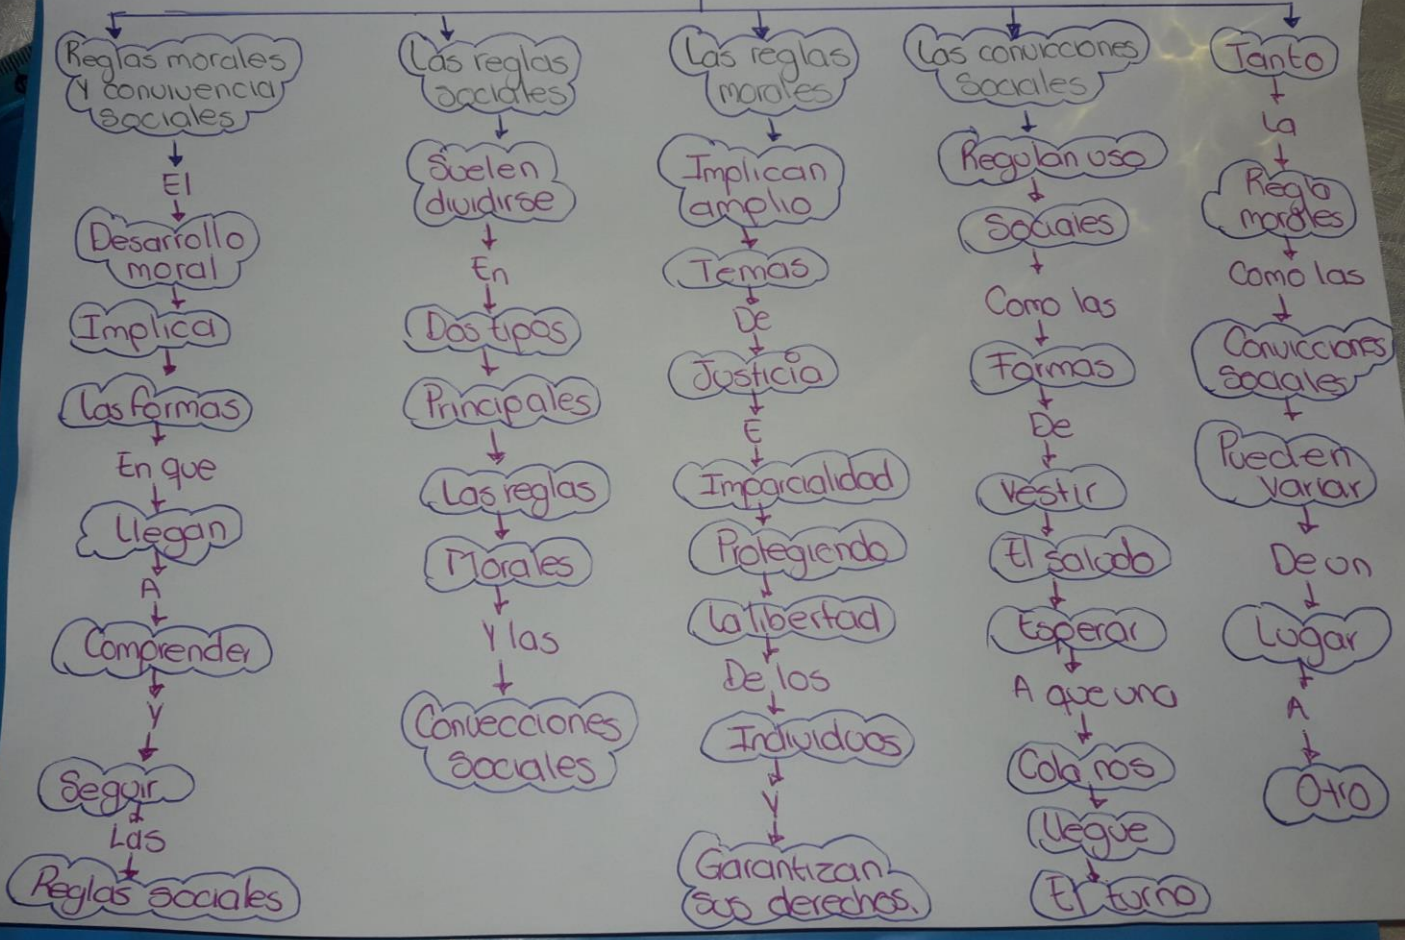 Reglas morales
y convivencia
sociales
El
Desarrollo
moral
Implica
Las formas
En que
Llegan
A
Comprender
y
Seguir
Las
Reglas sociales
Las reglas
sociales
Suelen
dividirse
En
Dos tipos
Principales
Las reglas
Morales
Y las
Convecciones
sociales
Las reglas
morales
Implican
amplio
Temas
De
Justicia
E
Imparcialidad
Protegiendo
La libertad
De los
Individuos
Y
Garantizan
sus derechos.
Las convicciones
sociales
Regulan uso
Sociales
Como las
Formas
De
Vestir
El saludo
Esperar
A que una
Cola nos
llegue
El turno
Tanto
La
Regla
morales
Como las
Convicciones
sociales
Pueden
variar
De un
Lugar
A
Otro